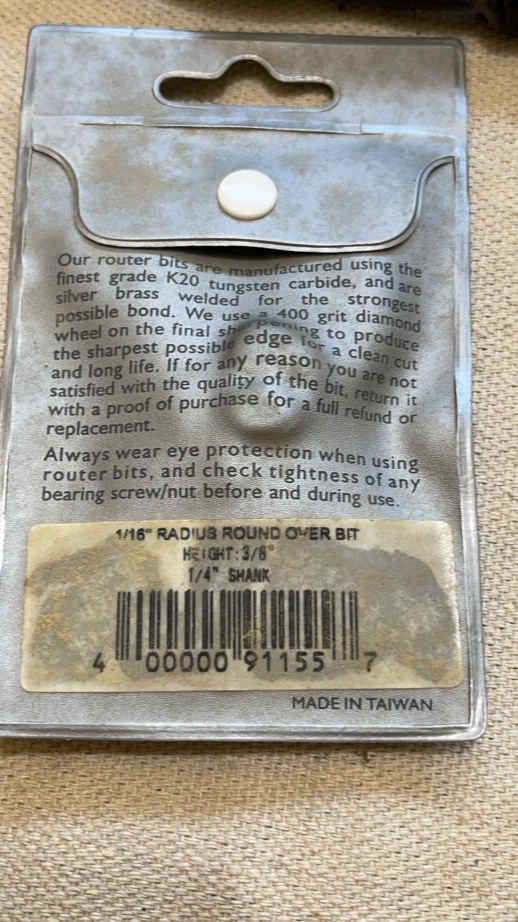 Our router bits are manufactured using the
finest grade K20 tungsten carbide, and are
silver brass welded for the strongest
possible bond. We use a 400 grit diamond
wheel on the final sharpening to produce
the sharpest possible edge for a clean cut
and long life. If for any reason you are not
satisfied with the quality of the bit, return it
with a proof of purchase for a full refund or
replacement.
Always wear eye protection when using
router bits, and check tightness of any
bearing screw/nut before and during use.
1/16" RADIUS ROUND OVER BIT
HEIGHT: 3/8"
1/4" SHANK
4 00000 91155 7
MADE IN TAIWAN